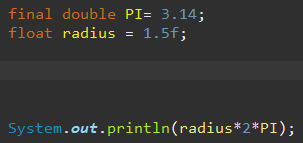 final double PI= 3.14;
float radius = 1.5f;
System.out.println(radius*2*PI);